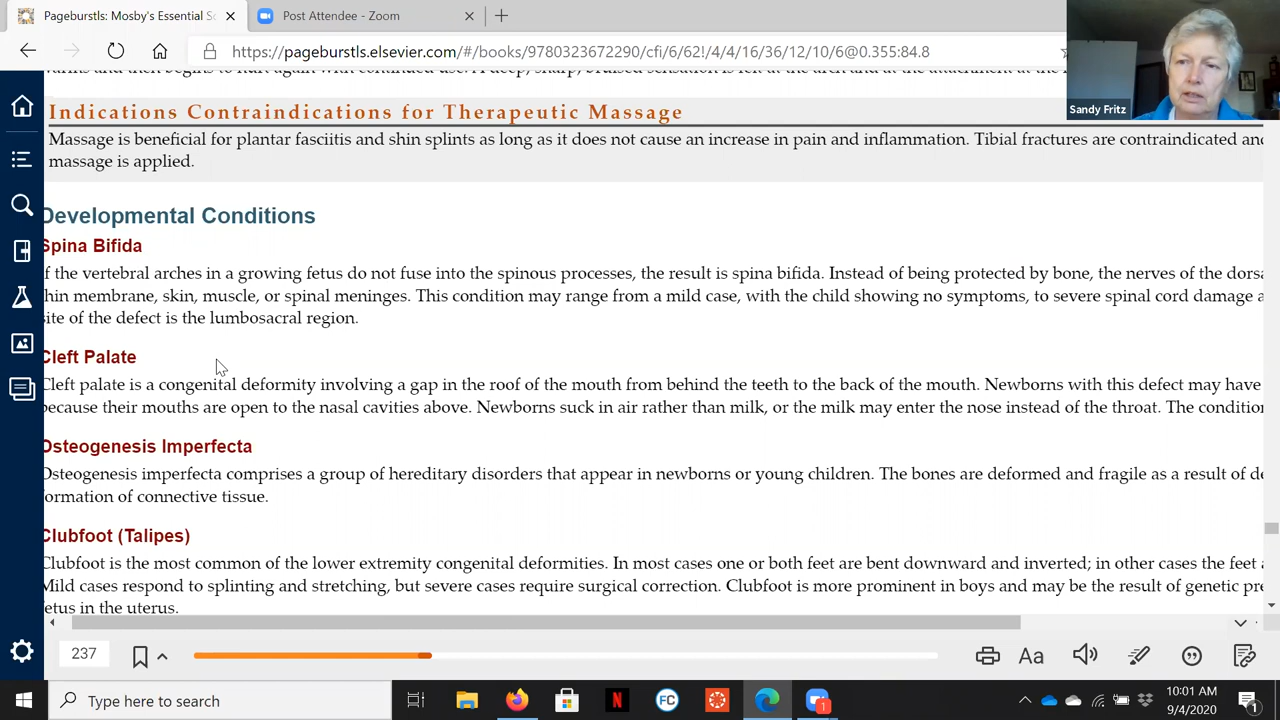 Pageburstls: Mosby's Essential Sc
Post Attendee - Zoom
https://pageburstls.elsevier.com/#/books/9780323672290/cfi/6/62!/4/4/16/36/12/10/6@0.355:84.8
Sandy Fritz
Indications Contraindications for Therapeutic Massage
Massage is beneficial for plantar fasciitis and shin splints as long as it does not cause an increase in pain and inflammation. Tibial fractures are contraindicated and
massage is applied.
Developmental Conditions
Spina Bifida
If the vertebral arches in a growing fetus do not fuse into the spinous processes, the result is spina bifida. Instead of being protected by bone, the nerves of the dorsa
thin membrane, skin, muscle, or spinal meninges. This condition may range from a mild case, with the child showing no symptoms, to severe spinal cord damage a
site of the defect is the lumbosacral region.
Cleft Palate
Cleft palate is a congenital deformity involving a gap in the roof of the mouth from behind the teeth to the back of the mouth. Newborns with this defect may have
because their mouths are open to the nasal cavities above. Newborns suck in air rather than milk, or the milk may enter the nose instead of the throat. The condition
Osteogenesis Imperfecta
Osteogenesis imperfecta comprises a group of hereditary disorders that appear in newborns or young children. The bones are deformed and fragile as a result of de
formation of connective tissue.
Clubfoot (Talipes)
Clubfoot is the most common of the lower extremity congenital deformities. In most cases one or both feet are bent downward and inverted; in other cases the feet a
Mild cases respond to splinting and stretching, but severe cases require surgical correction. Clubfoot is more prominent in boys and may be the result of genetic pre
fetus in the uterus.
237
Aa
Type here to search
N
FC
1
10:01 AM
9/4/2020
1